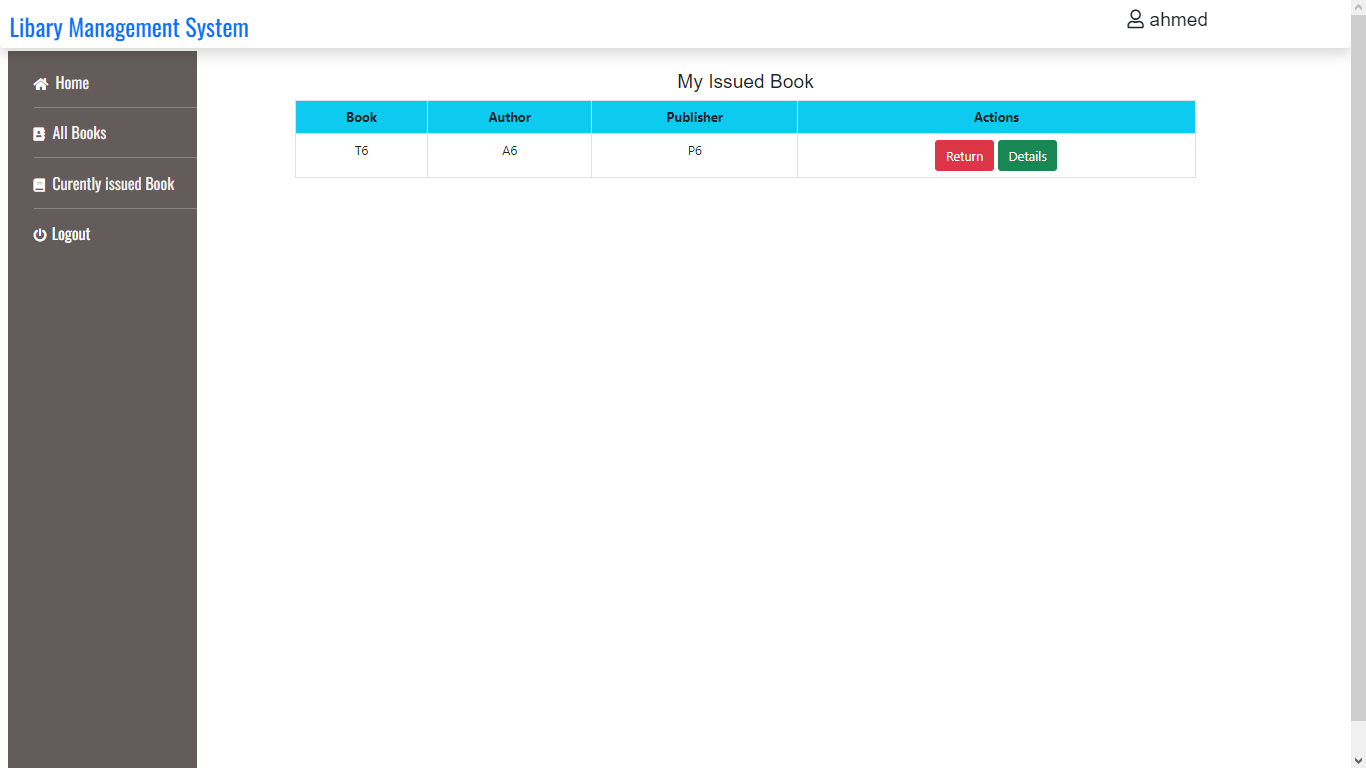 Libary Management System
ahmed
Home
All Books
Curently issued Book
Logout
My Issued Book
Book Author Publisher Actions
T6 A6 P6 Return Details